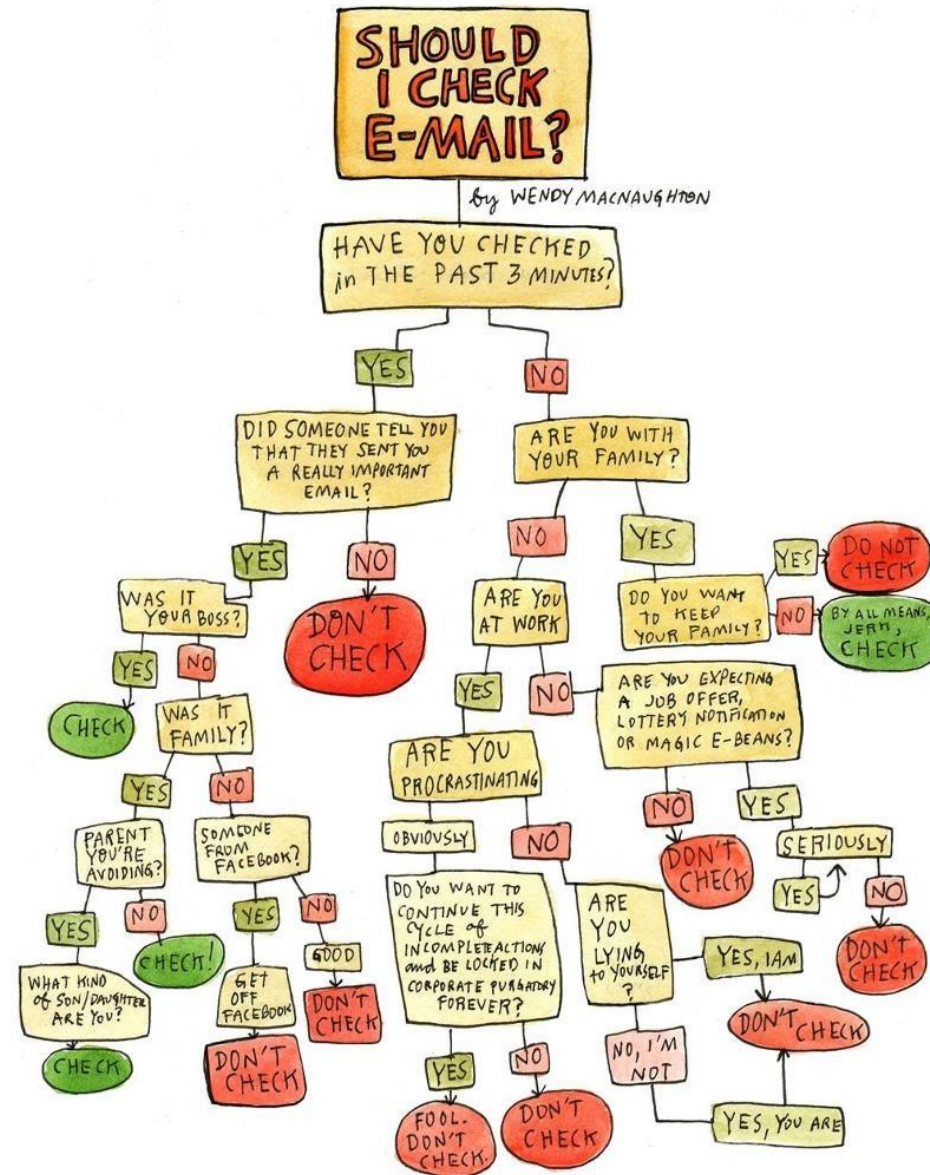 SHOULD
I CHECK
E-MAIL?
by WENDY MACNAUGHTON
HAVE YOU CHECKED
in THE PAST 3 MINUTES?
YES
NO
DID SOMEONE TELL YOU
THAT THEY SENT YOU
A REALLY IMPORTANT
EMAIL?
ARE YOU WITH
YOUR FAMILY?
YES
NO
NO
YES
YES
DO NOT
CHECK
WAS IT
YOUR BOSS?
DON'T
CHECK
ARE YOU
AT WORK
DO YOU WANT
TO KEEP
YOUR FAMILY?
NO
BY ALL MEANS,
JERK,
CHECK
YES
NO
YES
NO
ARE YOU EXPECTING
A JOB OFFER,
LOTTERY NOTIFICATION
OR MAGIC E-BEANS?
CHECK
WAS IT
FAMILY?
ARE YOU
PROCRASTINATING
YES
NO
NO
YES
PARENT
YOU'RE
AVOIDING?
SOMEONE
FROM
FACEBOOK?
OBVIOUSLY
NO
DON'T
CHECK
SERIOUSLY
YES
NO
YES
NO
YES
NO
DO YOU WANT TO
CONTINUE THIS
CYCLE of
INCOMPLETE ACTIONS
and BE LOCKED IN
CORPORATE PURGATORY
FOREVER?
ARE
YOU
LYING
to YOURSELF
?
YES, I AM
DON'T
CHECK
CHECK!
GOOD
WHAT KIND
of SON/DAUGHTER
ARE YOU?
GET
OFF
FACEBOOK
DON'T
CHECK
DON'T CHECK
CHECK
DON'T
CHECK
YES
NO
NO, I'M
NOT
FOOL.
DON'T
CHECK.
DON'T
CHECK
YES, YOU ARE